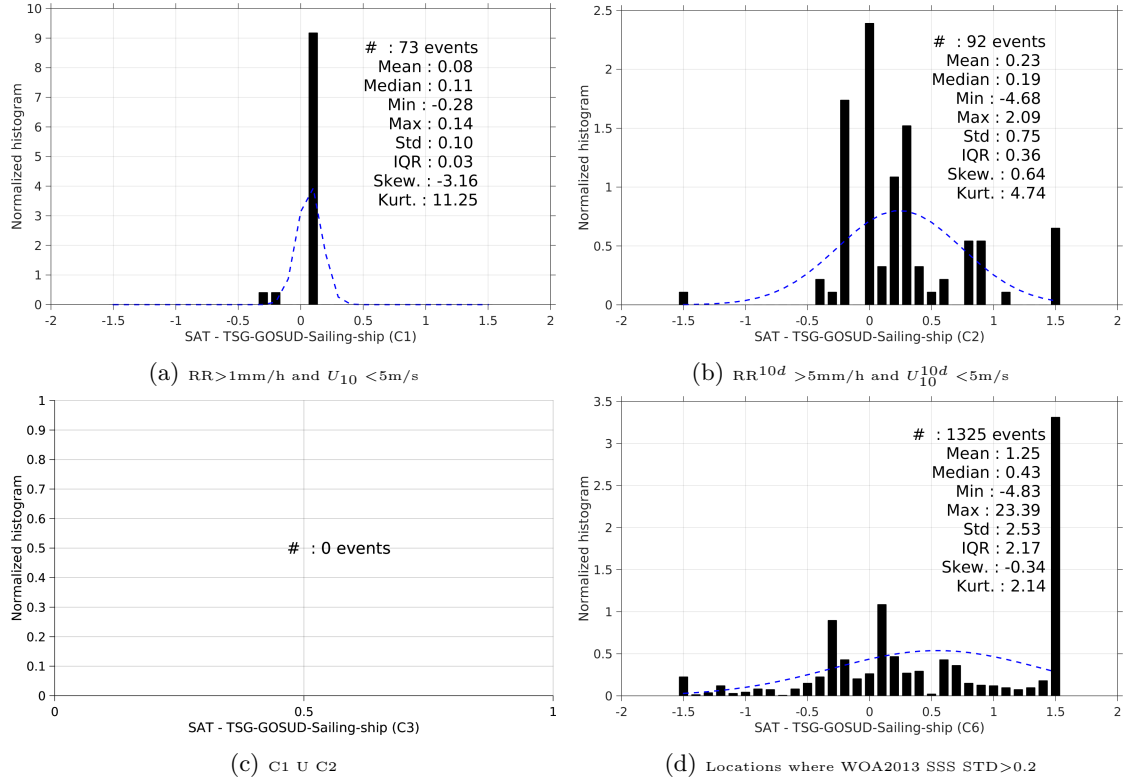 10
9
8
7
6
5
4
3
2
1
0
Normalized histogram
-2
-1.5
-1
-0.5
0
0.5
1
1.5
2
# : 73 events
Mean : 0.08
Median : 0.11
Min : -0.28
Max : 0.14
Std : 0.10
IQR : 0.03
Skew. : -3.16
Kurt. : 11.25
SAT - TSG-GOSUD-Sailing-ship (C1)
(a) RR>1mm/h and U10 <5m/s
2.5
2
1.5
1
0.5
0
Normalized histogram
-2
-1.5
-1
-0.5
0
0.5
1
1.5
2
# : 92 events
Mean : 0.23
Median : 0.19
Min : -4.68
Max : 2.09
Std : 0.75
IQR : 0.36
Skew. : 0.64
Kurt. : 4.74
SAT - TSG-GOSUD-Sailing-ship (C2)
(b) RR10d >5mm/h and U10d10 <5m/s
1
0.9
0.8
0.7
0.6
0.5
0.4
0.3
0.2
0.1
0
Normalized histogram
# : 0 events
0
0.5
1
SAT - TSG-GOSUD-Sailing-ship (C3)
(c) C1 U C2
3.5
3
2.5
2
1.5
1
0.5
0
Normalized histogram
-2
-1.5
-1
-0.5
0
0.5
1
1.5
2
# : 1325 events
Mean : 1.25
Median : 0.43
Min : -4.83
Max : 23.39
Std : 2.53
IQR : 2.17
Skew. : -0.34
Kurt. : 2.14
SAT - TSG-GOSUD-Sailing-ship (C6)
(d) Locations where WOA2013 SSS STD>0.2